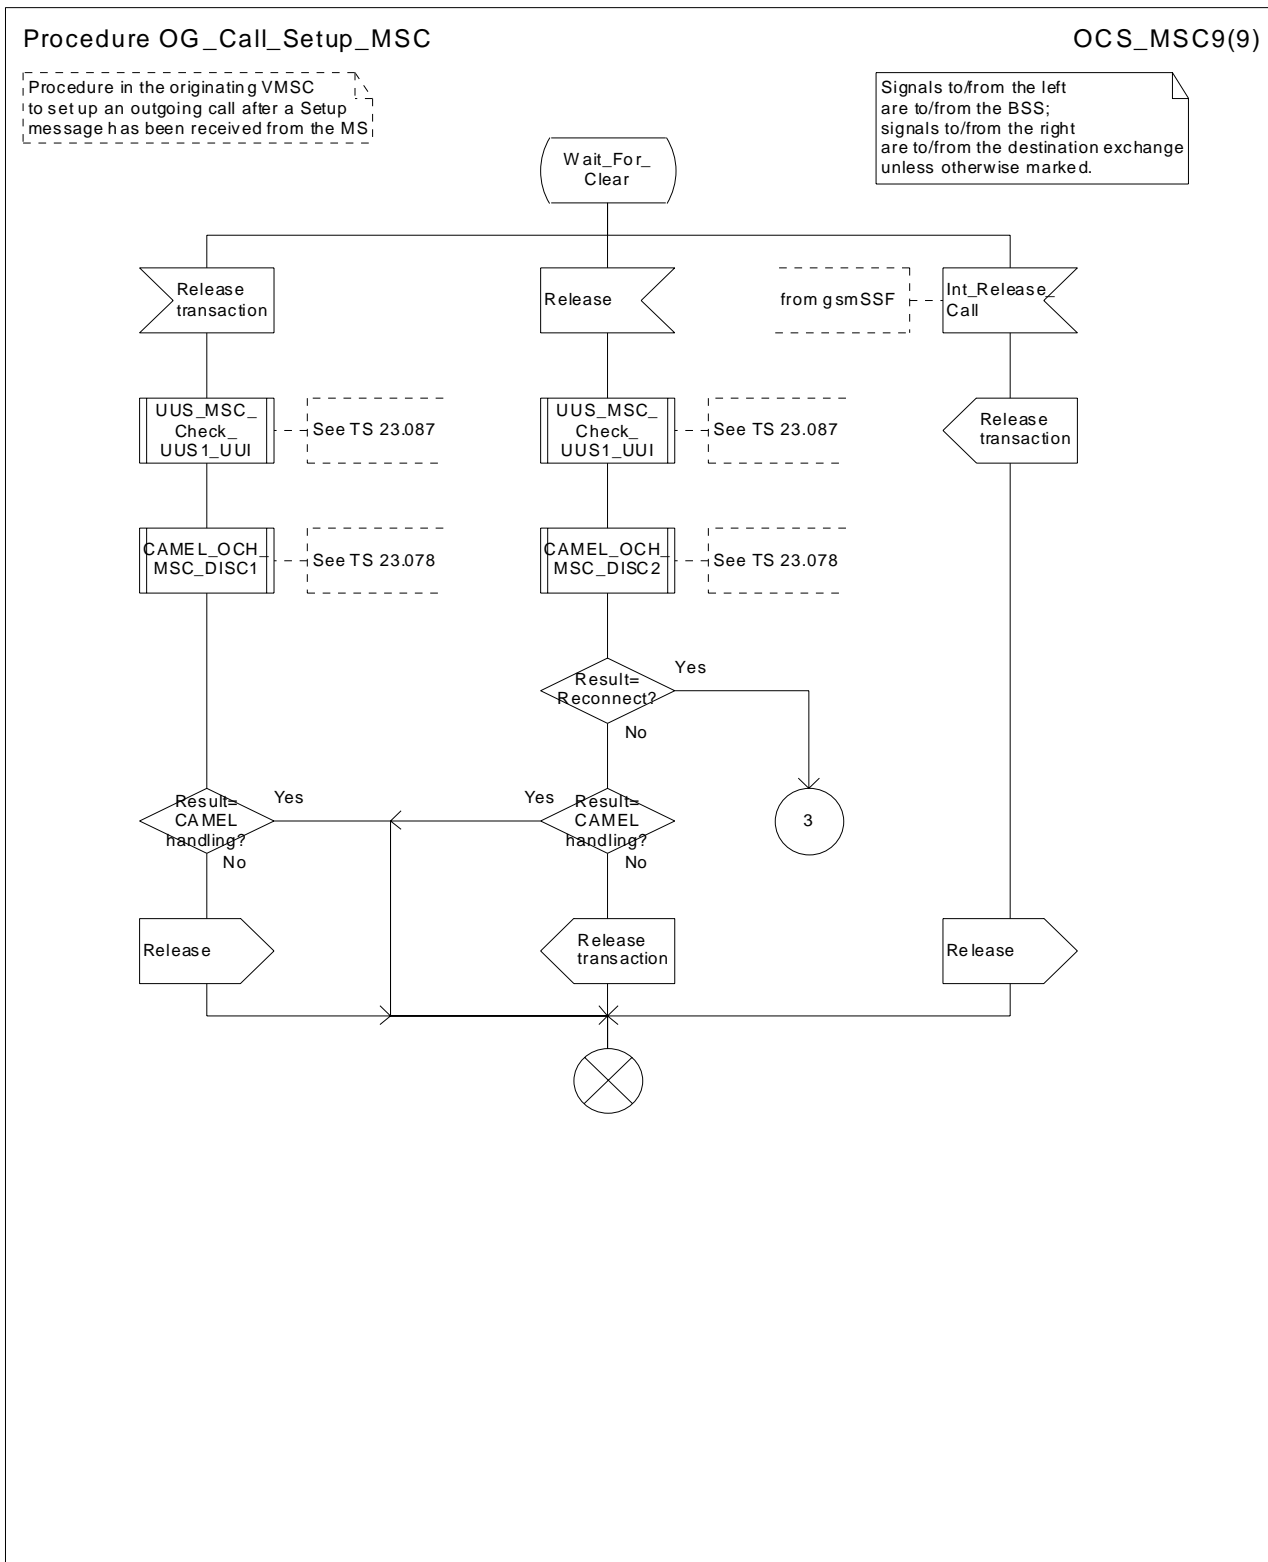 Procedure OG_Call_Setup_MSC
OCS_MSC9(9)
Procedure in the originating VMSC
to set up an outgoing call after a Setup
message has been received from the MS
Signals to/from the left
are to/from the BSS;
signals to/from the right
are to/from the destination exchange
unless otherwise marked.
Wait_For_
Clear
Release
transaction
Release
from gsmSSF
Int_Release_
Call
UUS_MSC_
Check_
UUS1_UUI
See TS 23.087
UUS_MSC_
Check_
UUS1_UUI
See TS 23.087
Release
transaction
CAMEL_OCH_
MSC_DISC1
See TS 23.078
CAMEL_OCH_
MSC_DISC2
See TS 23.078
Result=
Reconnect?
Yes
No
Result=
CAMEL
handling?
Yes
No
Yes
Result=
CAMEL
handling?
No
3
Release
Release
transaction
Release